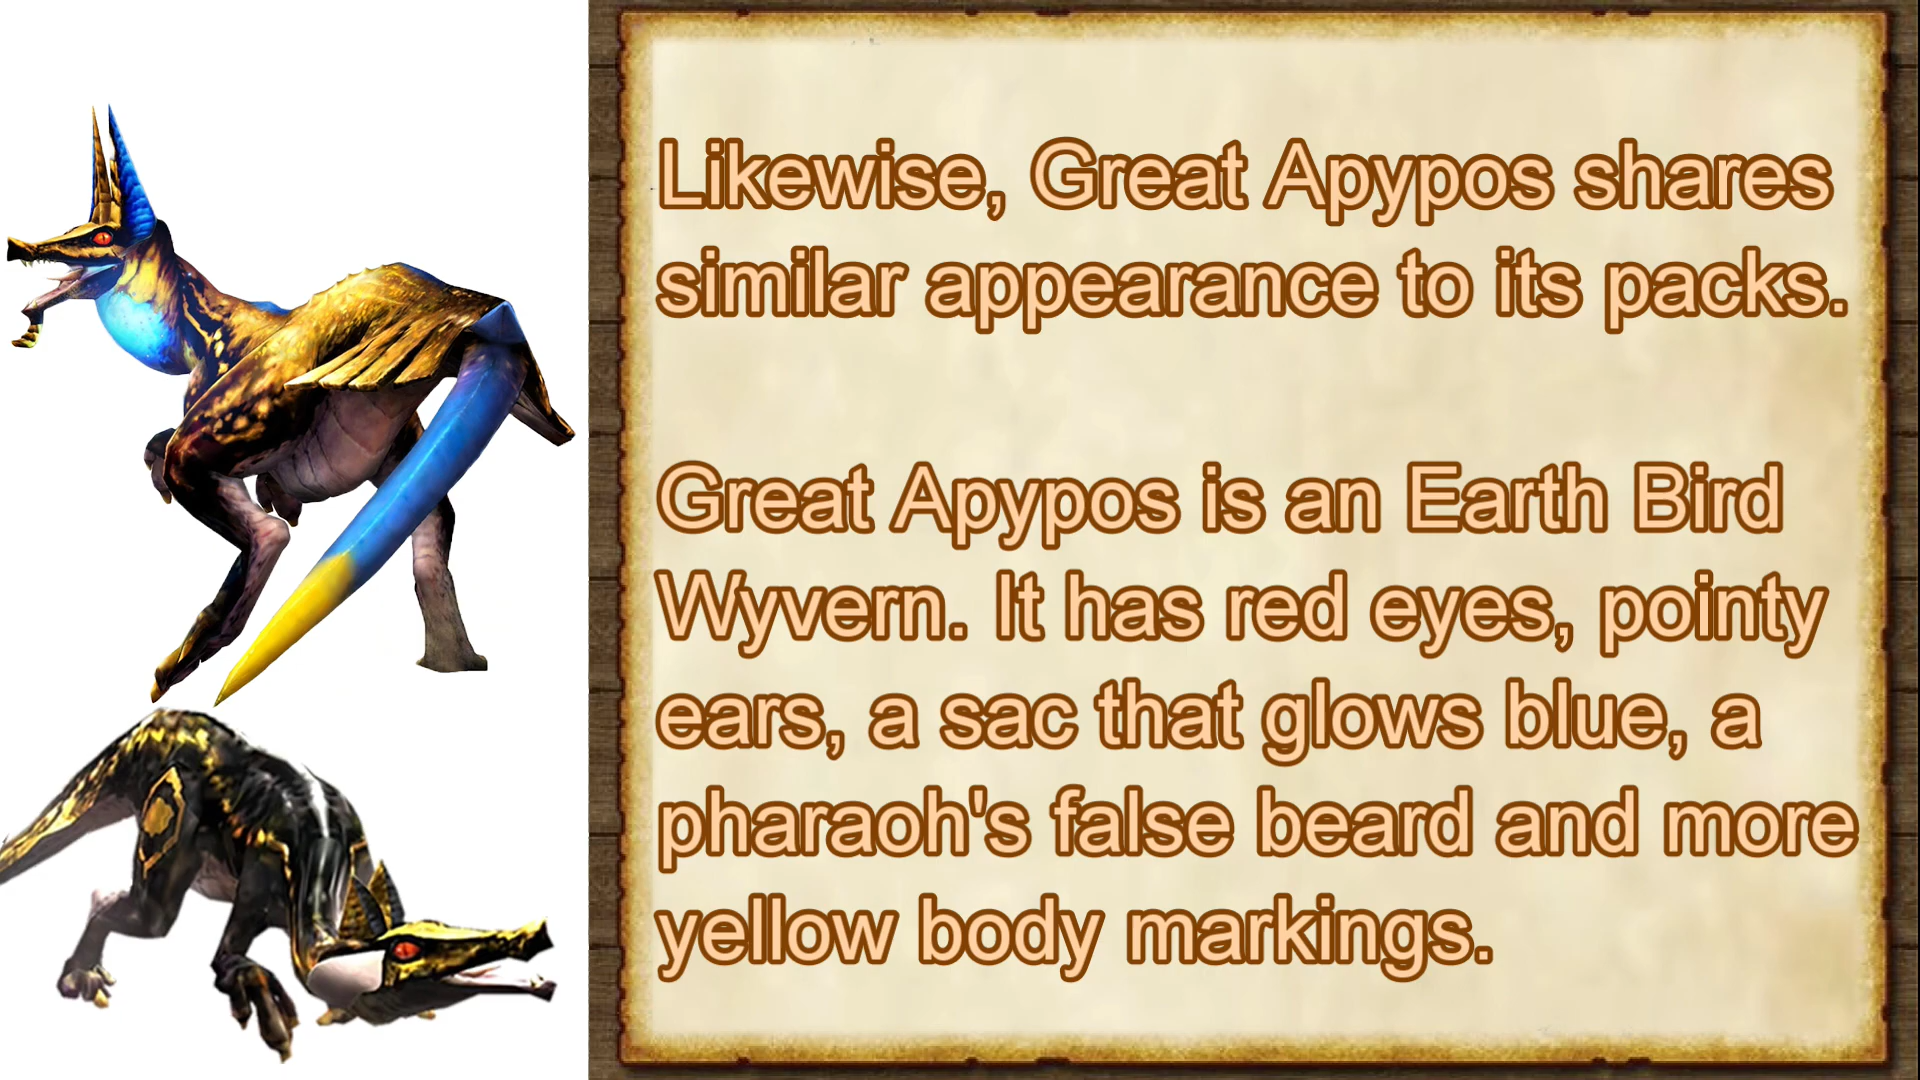 Likewise, Great Apypos shares
similar appearance to its packs.
Great Apypos is an Earth Bird
Wyvern. It has red eyes, pointy
ears, a sac that glows blue, a
pharaoh's false beard and more
yellow body markings.